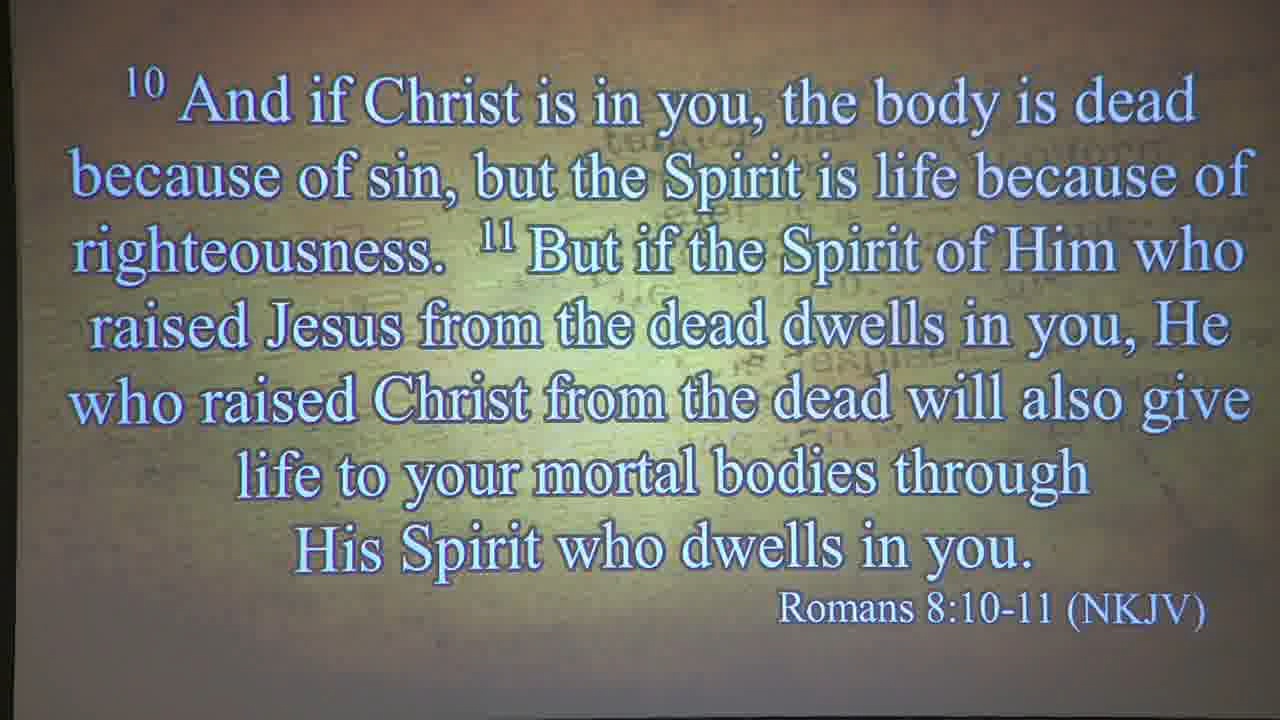 10 And if Christ is in you, the body is dead
because of sin, but the Spirit is life because of
righteousness. 11 But if the Spirit of Him who
raised Jesus from the dead dwells in you, He
who raised Christ from the dead will also give
life to your mortal bodies through
His Spirit who dwells in you.
Romans 8:10-11 (NKJV)